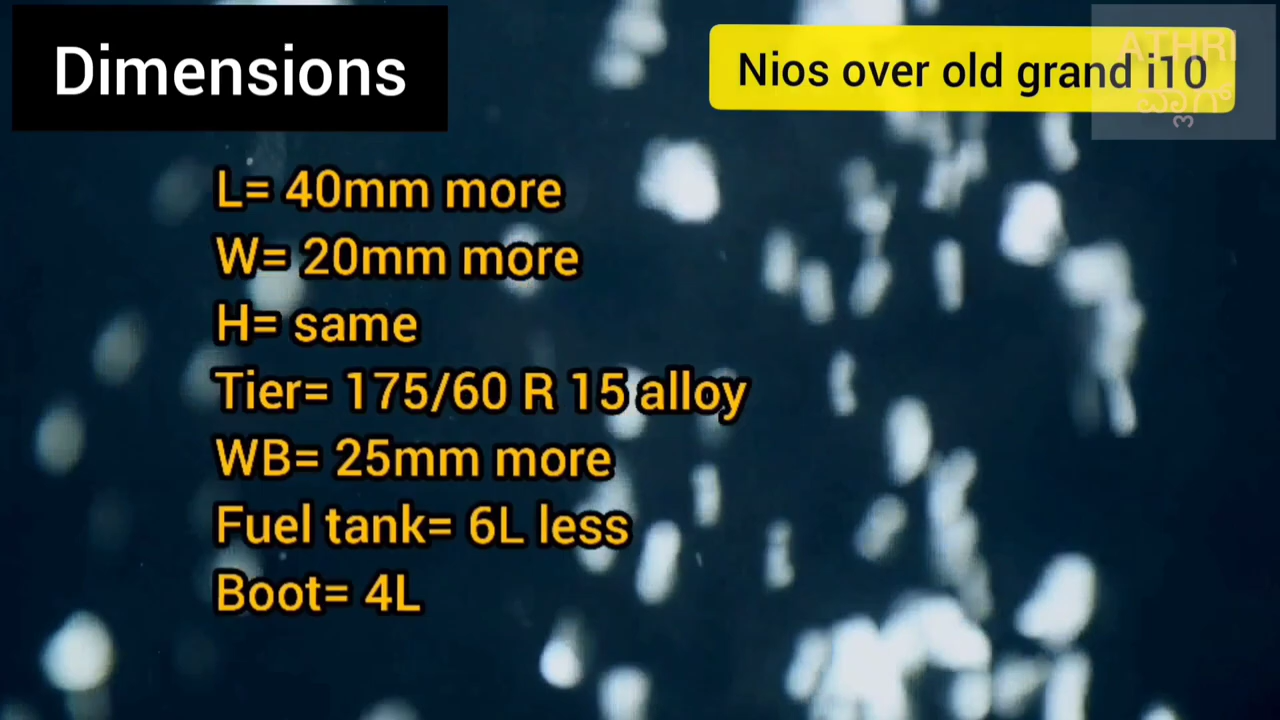 Dimensions
Nios over old grand i10
ATHRI
ವ್ಲಾಗ್ಸ್
L= 40mm more
W= 20mm more
H= same
Tier= 175/60 R 15 alloy
WB= 25mm more
Fuel tank= 6L less
Boot= 4L